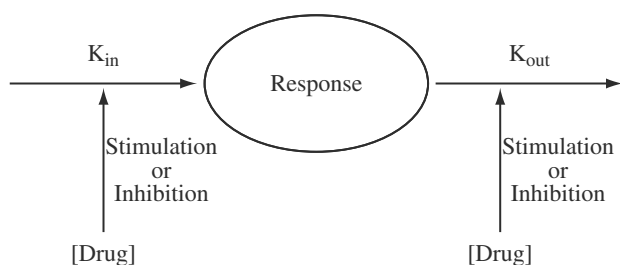 K_in
Response
K_out
Stimulation
or
Inhibition
[Drug]
Stimulation
or
Inhibition
[Drug]